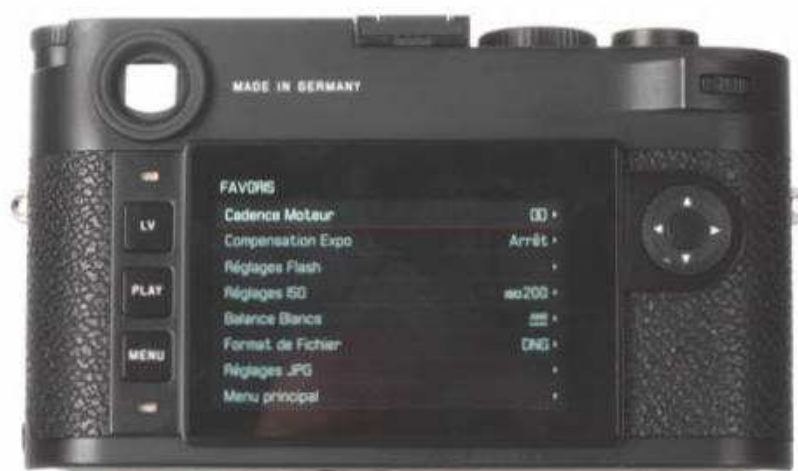 MADE IN GERMANY
FAVORIS
Cadence Moteur
Compensation Expo Arrêt
Réglages Flash
LV
Réglages ISO ISO200
PLAY
Balance Blancs
Format de Fichier DNG
MENU
Réglages JPG
Menu principal